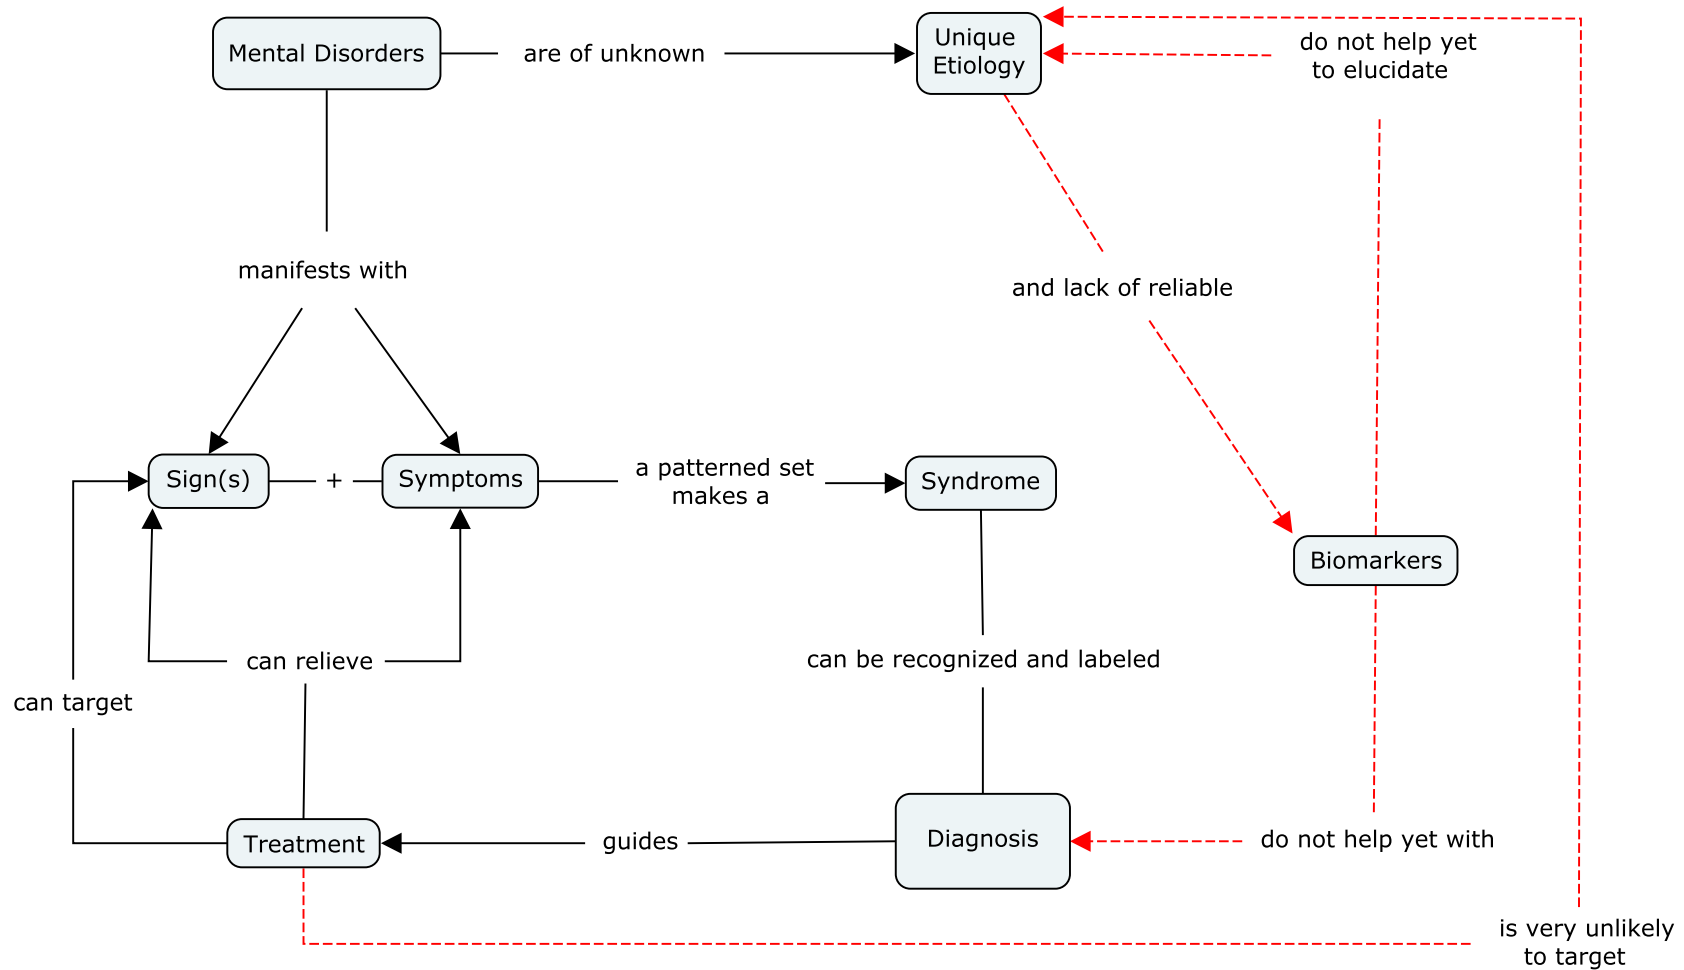 Mental Disorders
are of unknown
Unique
Etiology
do not help yet
to elucidate
manifests with
and lack of reliable
Sign(s)
+
Symptoms
a patterned set
makes a
Syndrome
Biomarkers
can relieve
can be recognized and labeled
can target
Treatment
guides
Diagnosis
do not help yet with
is very unlikely
to target